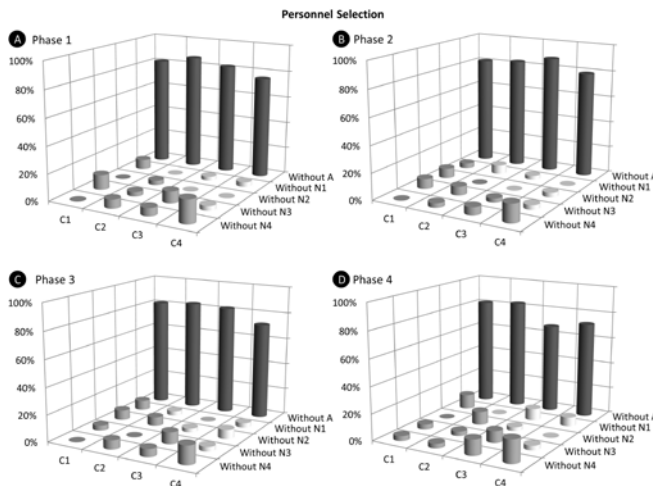 Personnel Selection
A Phase 1
100%
80%
60%
40%
20%
0%
C1
C2
C3
C4
Without A
Without N1
Without N2
Without N3
Without N4
B Phase 2
100%
80%
60%
40%
20%
0%
C1
C2
C3
C4
Without A
Without N1
Without N2
Without N3
Without N4
C Phase 3
100%
80%
60%
40%
20%
0%
C1
C2
C3
C4
Without A
Without N1
Without N2
Without N3
Without N4
D Phase 4
100%
80%
60%
40%
20%
0%
C1
C2
C3
C4
Without A
Without N1
Without N2
Without N3
Without N4